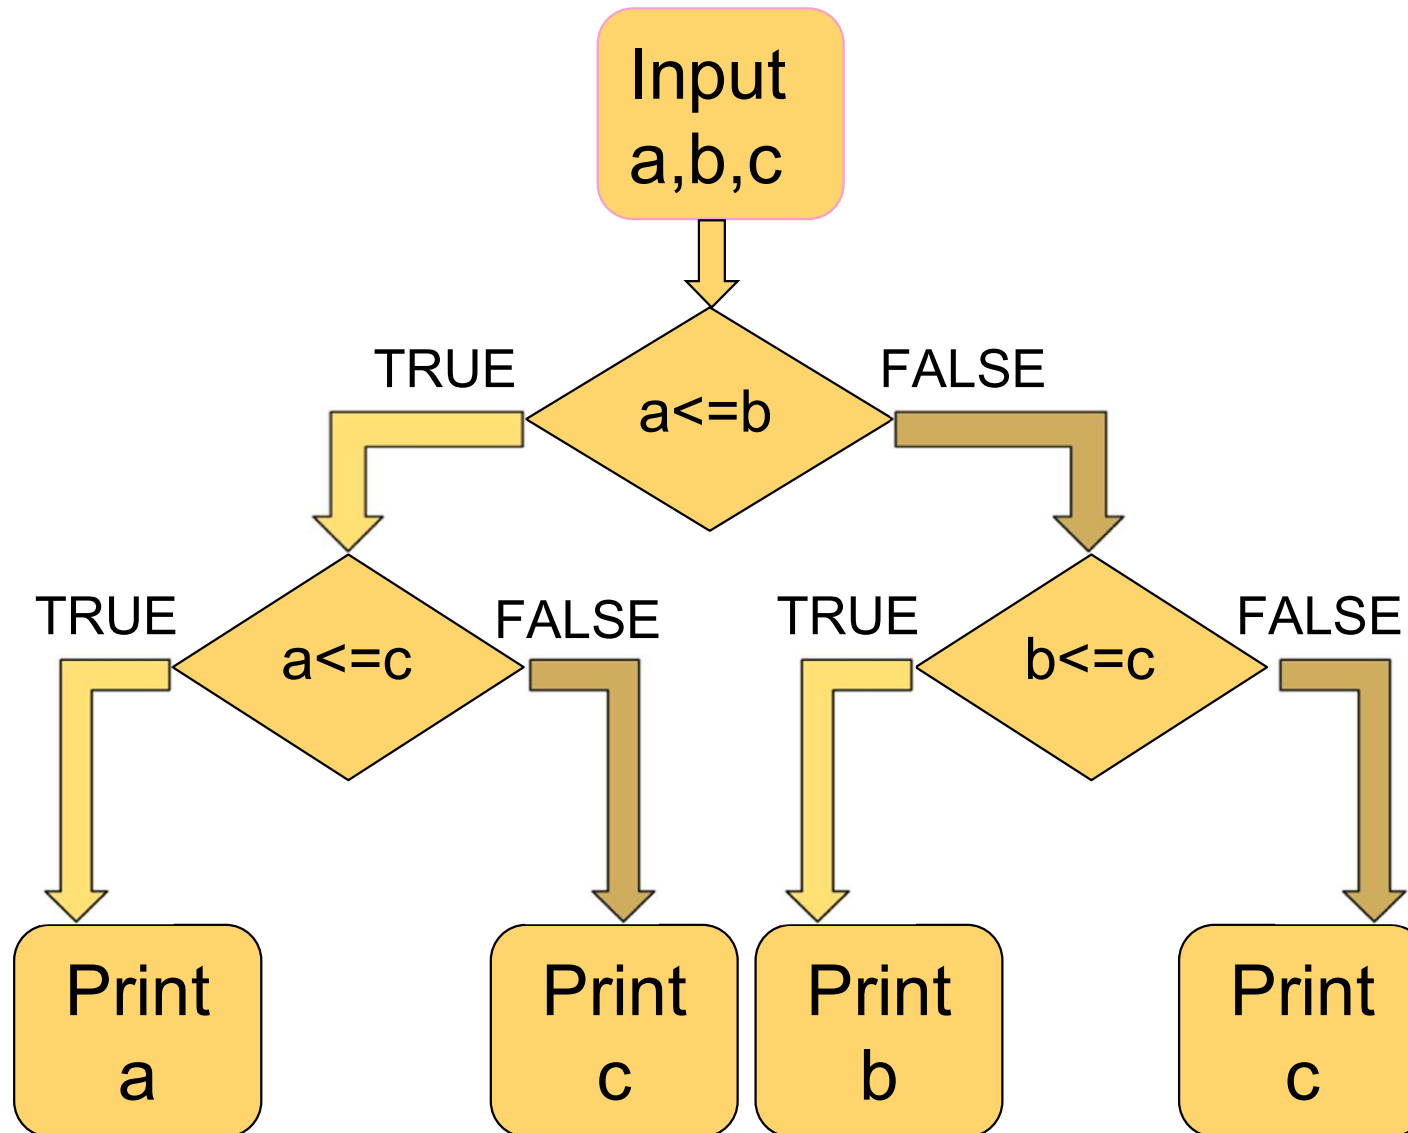 Input
a,b,c
TRUE
FALSE
a<=b
TRUE
FALSE
a<=c
TRUE
FALSE
b<=c
Print
a
Print
c
Print
b
Print
c